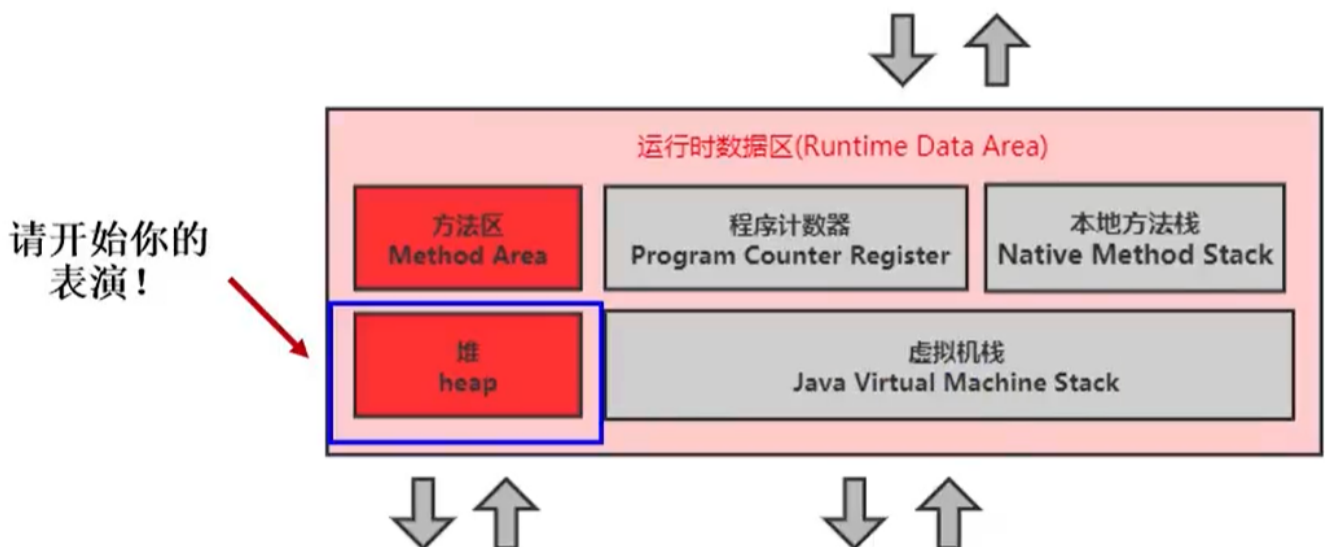 运行时数据区(Runtime Data Area)
方法区
Method Area
程序计数器
Program Counter Register
本地方法栈
Native Method Stack
请开始你的
表演！
堆
heap
虚拟机栈
Java Virtual Machine Stack